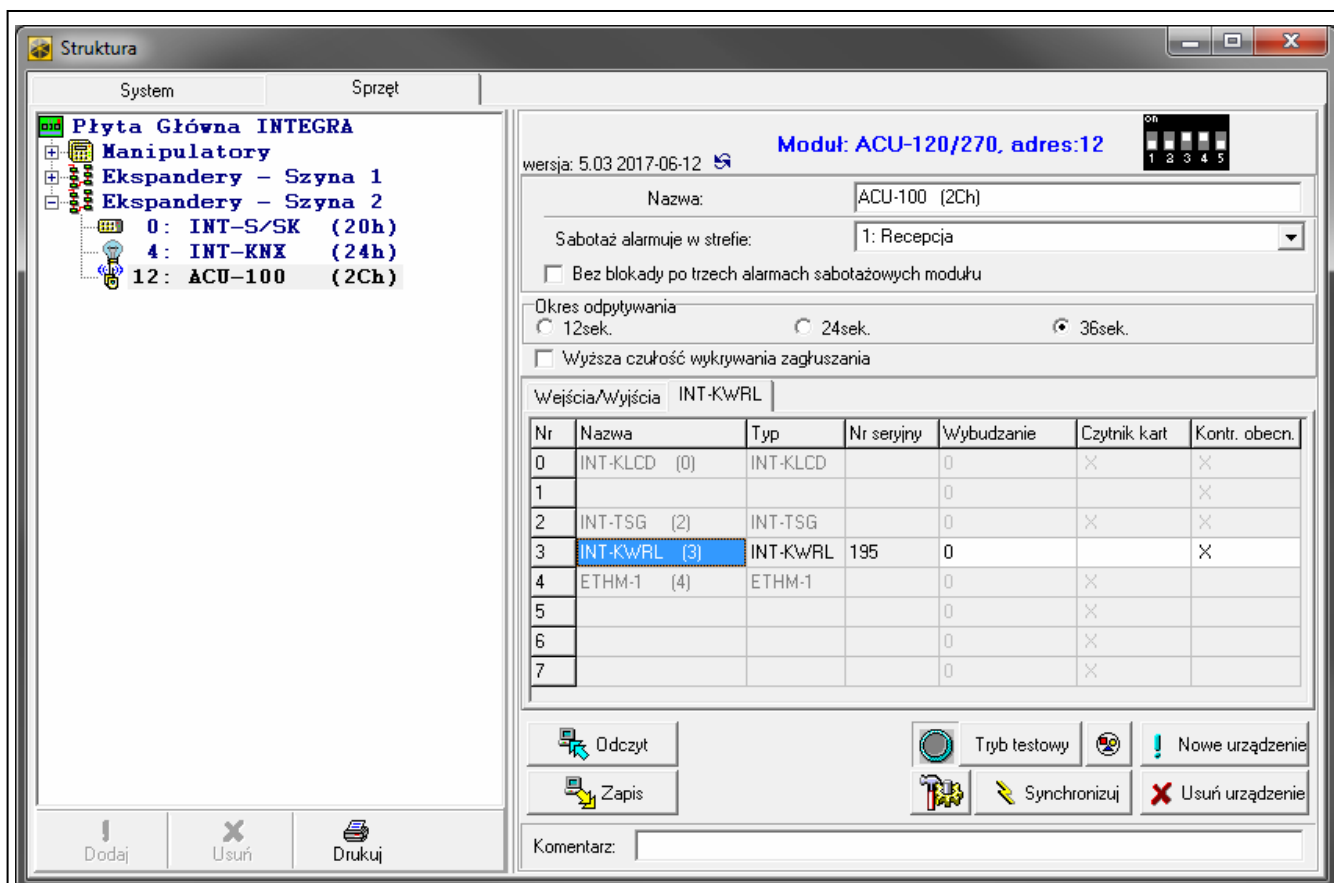 Struktura
System Sprzęt
Płyta Główna INTEGRA
Manipulatory
Ekspandery – Szyna 1
Ekspandery – Szyna 2
0: INT-S/SK (20h)
4: INT-KNX (24h)
12: ACU-100 (2Ch)
Dodaj Usuń Drukuj
wersja: 5.03 2017-06-12 Moduł: ACU-120/270, adres:12
on
1 2 3 4 5
Nazwa: ACU-100 (2Ch)
Sabotaż alarmuje w strefie: 1: Recepcja
Bez blokady po trzech alarmach sabotażowych modułu
Okres odpytywania
12sek. 24sek. 36sek.
Wyższa czułość wykrywania zagłuszania
Wejścia/Wyjścia INT-KWRL
Nr Nazwa Typ Nr seryjny Wybudzanie Czytnik kart Kontr. obecn.
0 INT-KLCD (0) INT-KLCD 0 X X
1 0 X
2 INT-TSG (2) INT-TSG 0 X X
3 INT-KWRL (3) INT-KWRL 195 0 X
4 ETHM-1 (4) ETHM-1 0 X
5 0 X
6 0 X
7 0 X
Odczyt Tryb testowy Nowe urządzenie
Zapis Synchronizuj Usuń urządzenie
Komentarz: